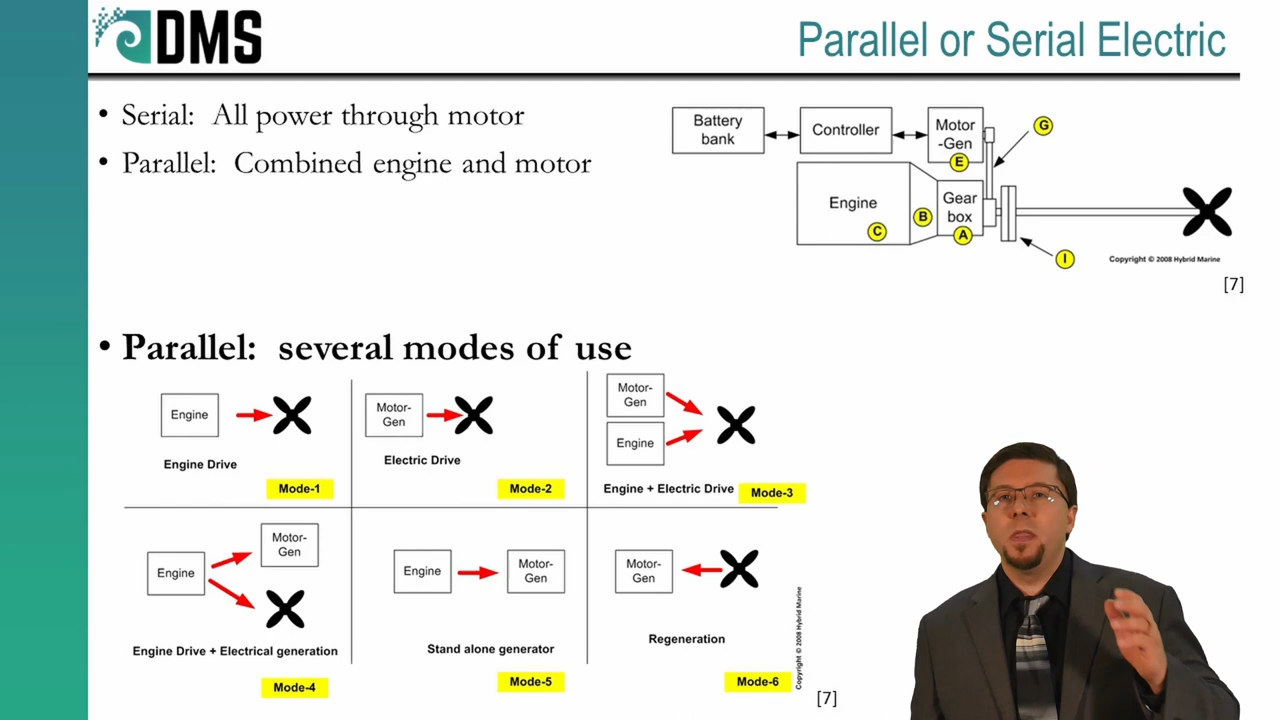 DMS
Parallel or Serial Electric
• Serial: All power through motor
• Parallel: Combined engine and motor
Battery
bank
Controller
Motor
-Gen
E
G
Engine
C
B
Gear
box
A
I
Copyright © 2008 Hybrid Marine
[7]
• Parallel: several modes of use
Engine
Engine Drive
Mode-1
Motor-
Gen
Electric Drive
Mode-2
Motor-
Gen
Engine
Engine + Electric Drive
Mode-3
Engine
Motor-
Gen
Engine Drive + Electrical generation
Mode-4
Engine
Motor-
Gen
Stand alone generator
Mode-5
Motor-
Gen
Regeneration
Mode-6
Copyright © 2008 Hybrid Marine
[7]